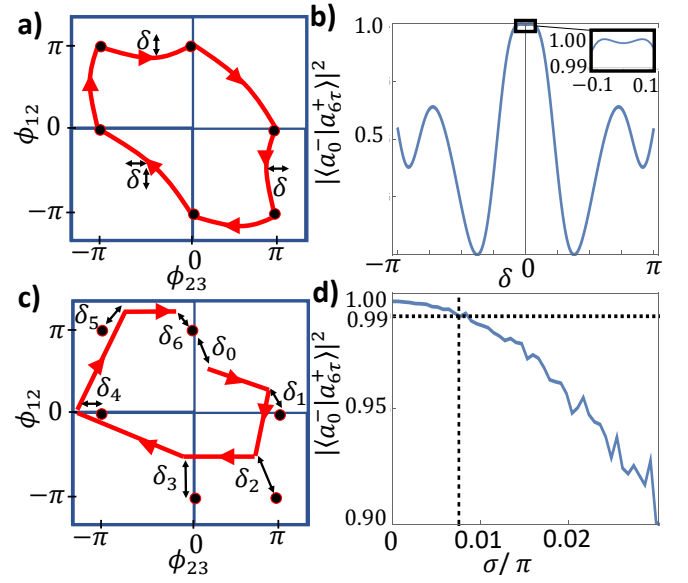 a)
δ
π
ϕ₁₂
0
δ
δ
−π
−π
0
π
ϕ₂₃
b)
1.0
1.00
0.99
−0.1
0.1
|⟨a₀⁻|a₆τ⁺⟩|²
0.5
−π
0
π
δ
c)
δ₅
δ₆
δ₀
π
ϕ₁₂
δ₄
δ₁
0
δ₃
δ₂
−π
−π
0
π
ϕ₂₃
d)
1.00
0.99
|⟨a₀⁻|a₆τ⁺⟩|²
0.95
0.90
0
0.01
0.02
σ/π